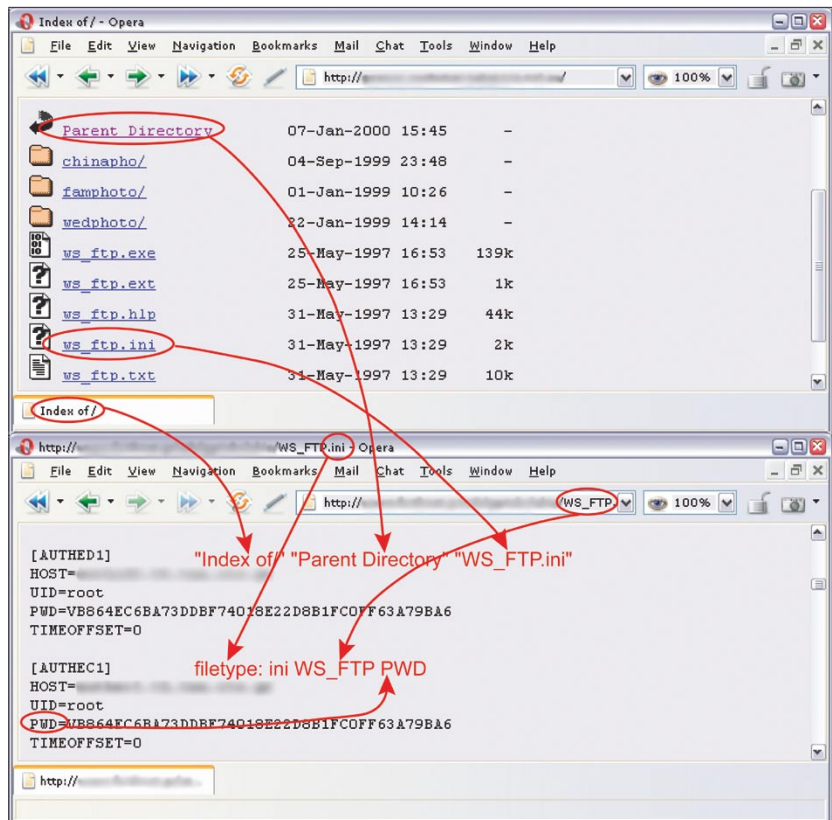 Index of / - Opera
File Edit View Navigation Bookmarks Mail Chat Tools Window Help
http:// / 100%
Parent Directory 07-Jan-2000 15:45 -
chinapho/ 04-Sep-1999 23:48 -
famphoto/ 01-Jan-1999 10:26 -
wedphoto/ 22-Jan-1999 14:14 -
ws_ftp.exe 25-May-1997 16:53 139k
ws_ftp.ext 25-May-1997 16:53 1k
ws_ftp.hlp 31-May-1997 13:29 44k
ws_ftp.ini 31-May-1997 13:29 2k
ws_ftp.txt 31-May-1997 13:29 10k
Index of /
http:// /WS_FTP.ini - Opera
File Edit View Navigation Bookmarks Mail Chat Tools Window Help
http:// /WS_FTP. 100%
"Index of/" "Parent Directory" "WS_FTP.ini"
[AUTHED1]
HOST=
UID=root
PWD=VB864EC6BA73DDBF74018E22D8B1FC0FF63A79BA6
TIMEOFFSET=0
filetype: ini WS_FTP PWD
[AUTHEC1]
HOST=
UID=root
PWD=VB864EC6BA73DDBF74018E22D8B1FC0FF63A79BA6
TIMEOFFSET=0
http://